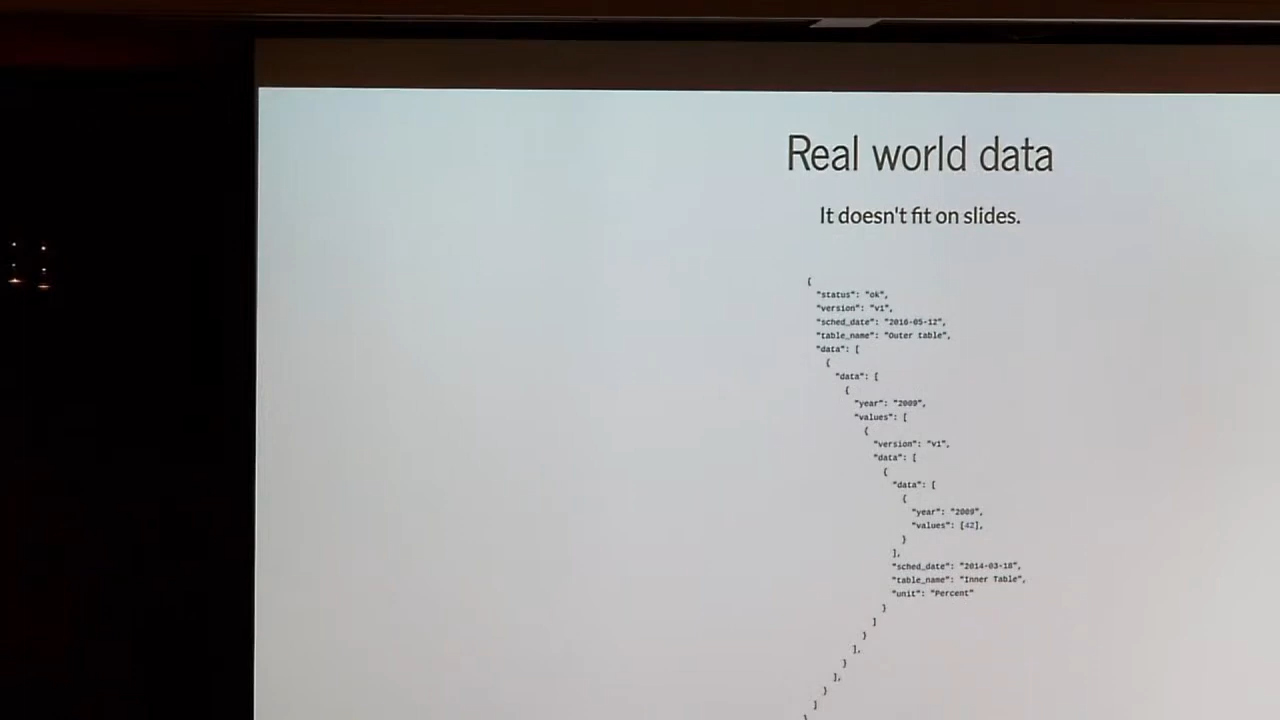 Real world data
It doesn't fit on slides.
{
"status": "ok",
"version": "v1",
"sched_date": "2016-05-12",
"table_name": "Outer table",
"data": [
{
"data": [
{
"year": "2009",
"values": [
{
"version": "v1",
"data": [
{
"data": [
{
"year": "2009",
"values": [42],
}
],
"sched_date": "2014-03-18",
"table_name": "Inner Table",
"unit": "Percent"
}
]
}
],
}
],
}
]
}